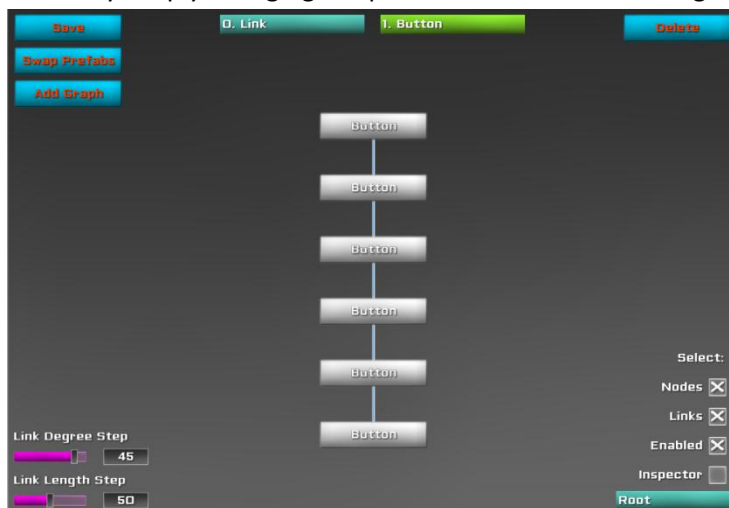 Save
0. Link
1. Button
Delete
Swap Prefabs
Add Graph
Button
Button
Button
Button
Button
Button
Select:
Nodes
Links
Enabled
Inspector
Root
Link Degree Step
45
Link Length Step
50